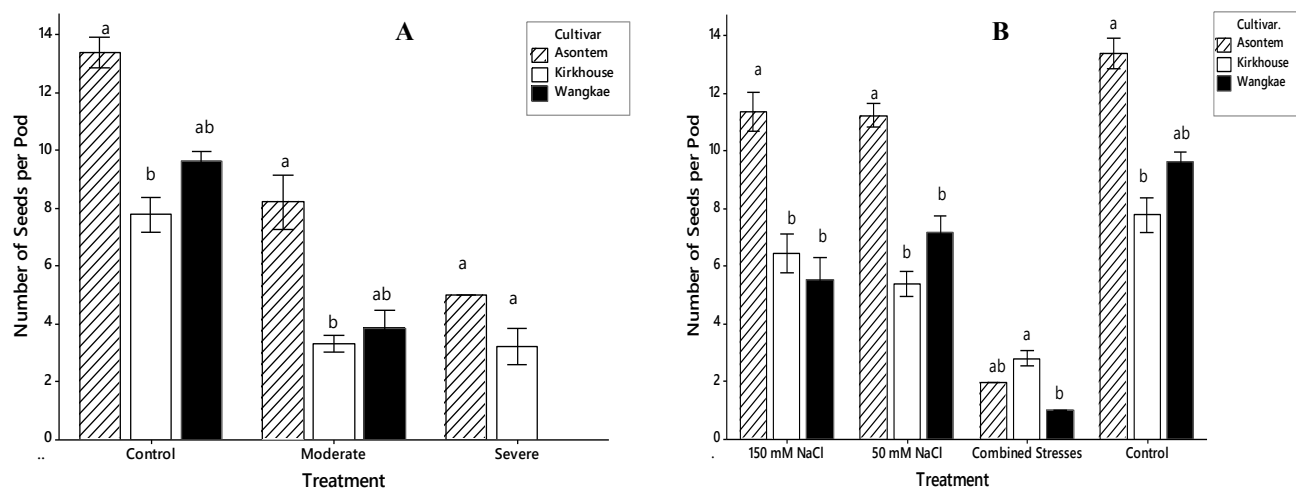 A
Cultivar
Asontem
Kirkhouse
Wangkae
Number of Seeds per Pod
14
12
10
8
6
4
2
0
a
b
ab
a
b
ab
a
a
Control
Moderate
Severe
..
Treatment
B
Cultivar.
Asontem
Kirkhouse
Wangkae
Number of Seeds per Pod
14
12
10
8
6
4
2
0
a
b
b
a
b
b
ab
a
b
a
b
ab
.
150 mM NaCl
50 mM NaCl
Combined Stresses
Control
Treatment